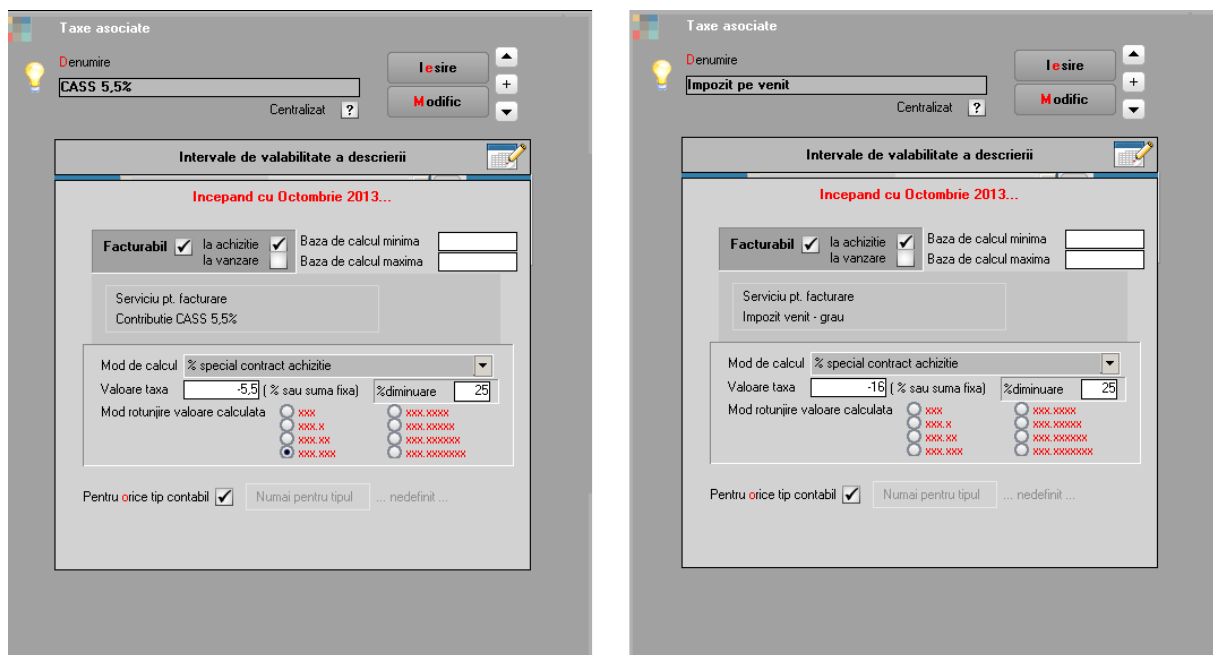 Taxe asociate
Denumire
CASS 5,5%
Iesire
+
Modific
Centralizat ?
Intervale de valabilitate a descrierii
Incepand cu Octombrie 2013...
Facturabil la achizitie Baza de calcul minima
la vanzare Baza de calcul maxima
Serviciu pt. facturare
Contributie CASS 5,5%
Mod de calcul % special contract achizitie
Valoare taxa -5,5 ( % sau suma fixa) %diminuare 25
Mod rotunjire valoare calculata xxx xxx.xxxx
xxx.x xxx.xxxxx
xxx.xx xxx.xxxxxx
xxx.xxx xxx.xxxxxxx
Pentru orice tip contabil Numai pentru tipul ... nedefinit ...
Taxe asociate
Denumire
Impozit pe venit
Iesire
+
Modific
Centralizat ?
Intervale de valabilitate a descrierii
Incepand cu Octombrie 2013...
Facturabil la achizitie Baza de calcul minima
la vanzare Baza de calcul maxima
Serviciu pt. facturare
Impozit venit - grau
Mod de calcul % special contract achizitie
Valoare taxa -16 ( % sau suma fixa) %diminuare 25
Mod rotunjire valoare calculata xxx xxx.xxxx
xxx.x xxx.xxxxx
xxx.xx xxx.xxxxxx
xxx.xxx xxx.xxxxxxx
Pentru orice tip contabil Numai pentru tipul ... nedefinit ...